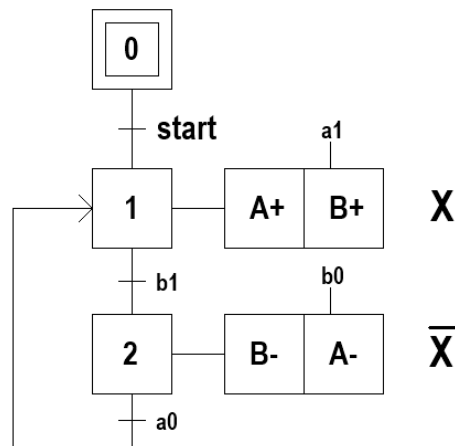 0
start
a1
1 A+ B+ X
b1
b0
2 B- A- X̅
a0